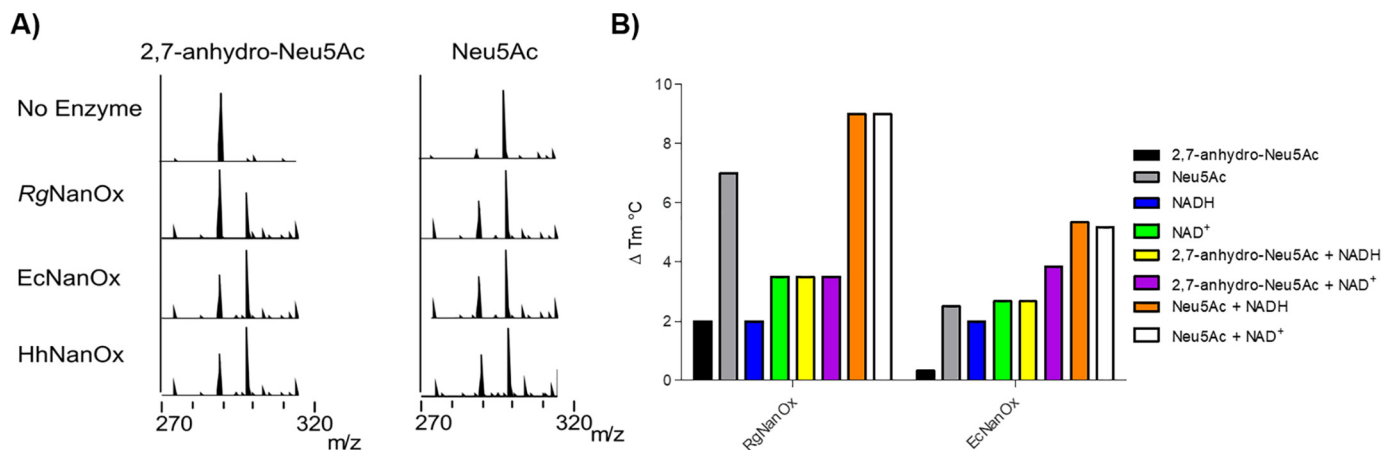 A)
2,7-anhydro-Neu5Ac
Neu5Ac
No Enzyme
RgNanOx
EcNanOx
HhNanOx
270
320
m/z
270
320
m/z
B)
10
8
6
4
2
0
Δ Tm °C
RgNanOx
EcNanOx
2,7-anhydro-Neu5Ac
Neu5Ac
NADH
NAD⁺
2,7-anhydro-Neu5Ac + NADH
2,7-anhydro-Neu5Ac + NAD⁺
Neu5Ac + NADH
Neu5Ac + NAD⁺